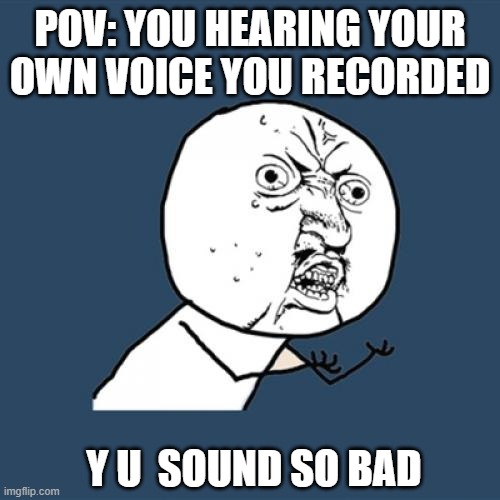 POV: YOU HEARING YOUR
OWN VOICE YOU RECORDED
Y U  SOUND SO BAD
imgflip.com